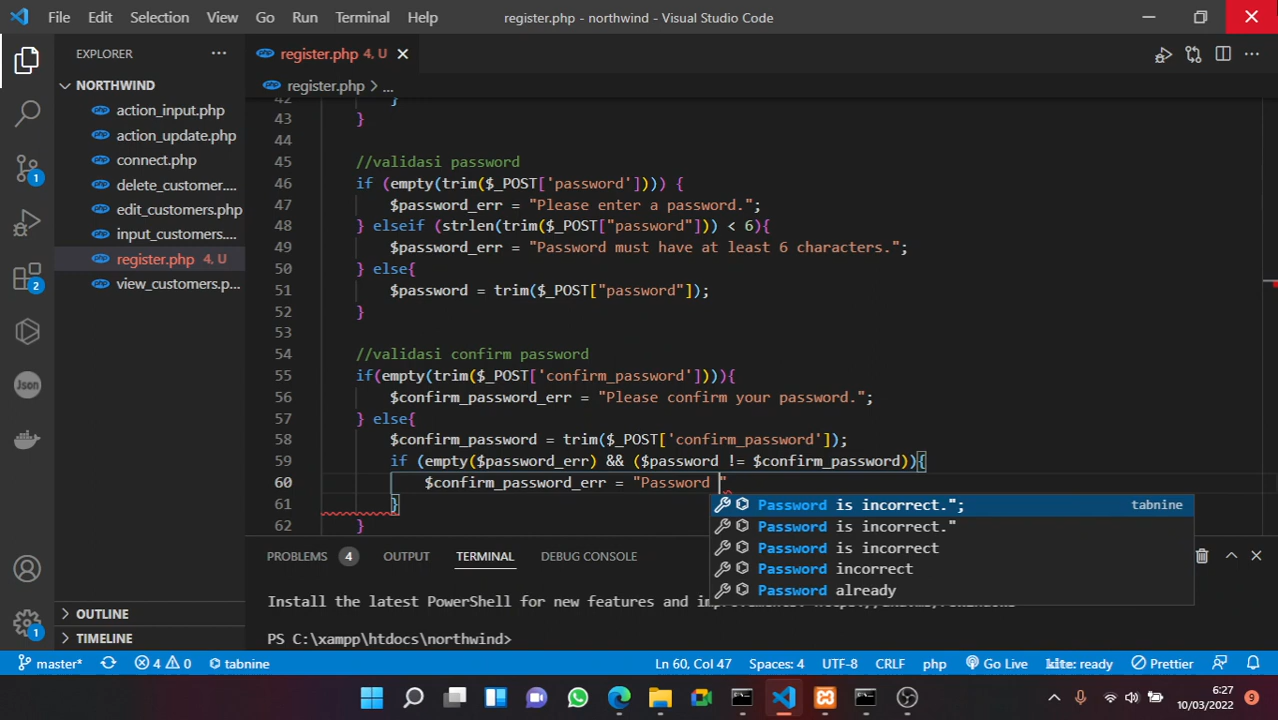 File Edit Selection View Go Run Terminal Help register.php - northwind - Visual Studio Code
EXPLORER ...
register.php 4, U
NORTHWIND
action_input.php
action_update.php
connect.php
delete_customer....
edit_customers.php
input_customers....
register.php 4, U
view_customers.p...
register.php > ...
42 }
43 }
44
45 //validasi password
46 if (empty(trim($_POST['password']))) {
47 $password_err = "Please enter a password.";
48 } elseif (strlen(trim($_POST["password"])) < 6){
49 $password_err = "Password must have at least 6 characters.";
50 } else{
51 $password = trim($_POST["password"]);
52 }
53
54 //validasi confirm password
55 if(empty(trim($_POST['confirm_password']))){
56 $confirm_password_err = "Please confirm your password.";
57 } else{
58 $confirm_password = trim($_POST['confirm_password']);
59 if (empty($password_err) && ($password != $confirm_password)){
60 $confirm_password_err = "Password "
61 }
62 }
Password is incorrect."; tabnine
Password is incorrect."
Password is incorrect
Password incorrect
Password already
PROBLEMS 4 OUTPUT TERMINAL DEBUG CONSOLE
Install the latest PowerShell for new features and
PS C:\xampp\htdocs\northwind>
1
2
Json
1
OUTLINE
TIMELINE
master* 4 0 tabnine Ln 60, Col 47 Spaces: 4 UTF-8 CRLF php Go Live kite: ready Prettier
6:27
10/03/2022
9